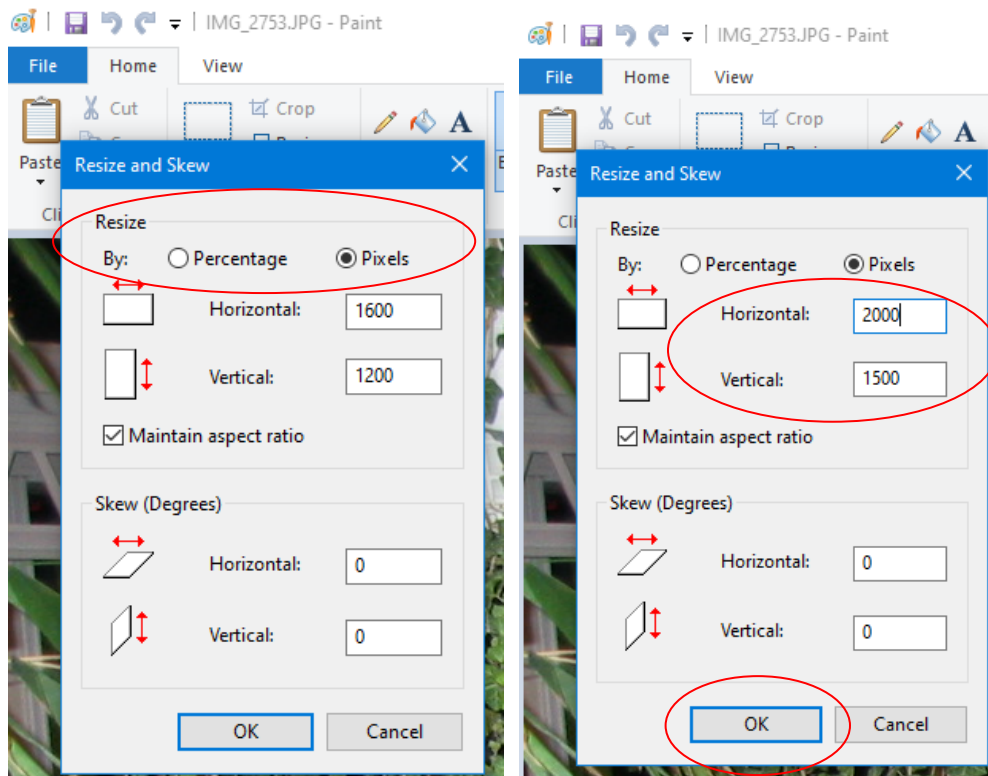 IMG_2753.JPG - Paint
File Home View
Cut Crop
A
Paste
Resize and Skew
Resize
By: Percentage Pixels
Horizontal: 1600
Vertical: 1200
Maintain aspect ratio
Skew (Degrees)
Horizontal: 0
Vertical: 0
OK Cancel
IMG_2753.JPG - Paint
File Home View
Cut Crop
A
Paste
Resize and Skew
Resize
By: Percentage Pixels
Horizontal: 2000
Vertical: 1500
Maintain aspect ratio
Skew (Degrees)
Horizontal: 0
Vertical: 0
OK Cancel